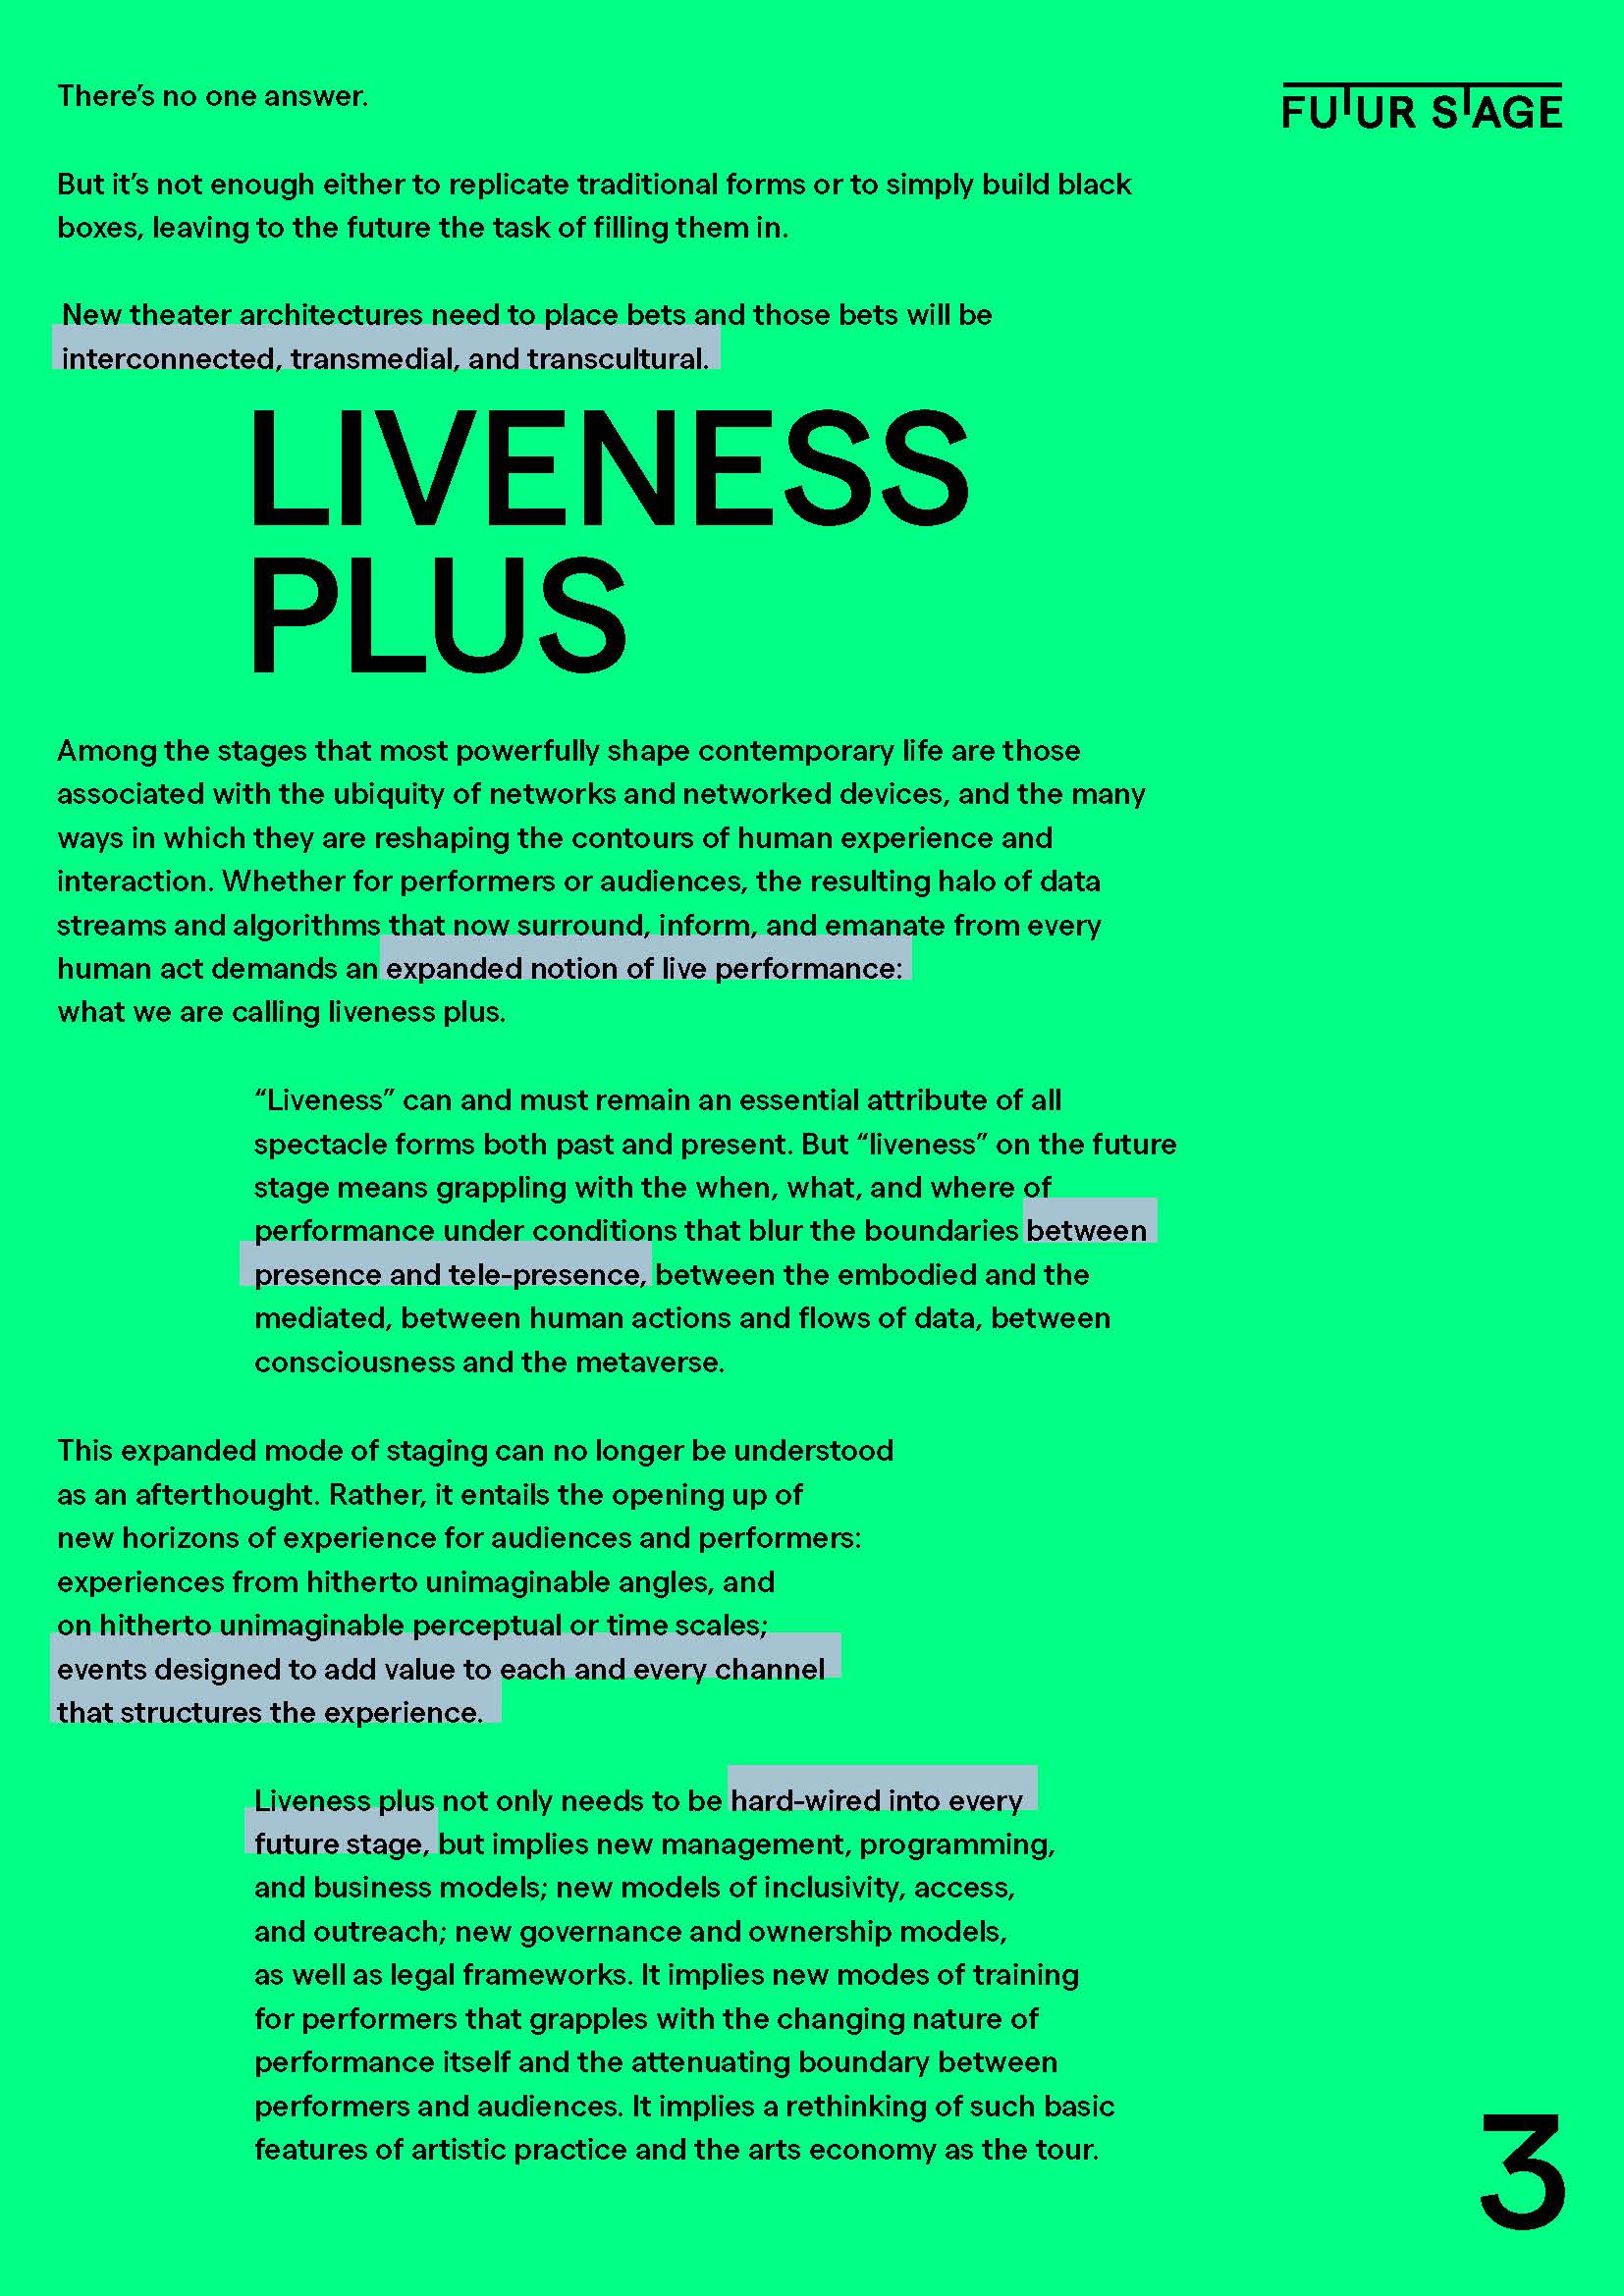 There’s no one answer.
FUTUR STAGE
But it’s not enough either to replicate traditional forms or to simply build black
boxes, leaving to the future the task of filling them in.
New theater architectures need to place bets and those bets will be
interconnected, transmedial, and transcultural.
LIVENESS
PLUS
Among the stages that most powerfully shape contemporary life are those
associated with the ubiquity of networks and networked devices, and the many
ways in which they are reshaping the contours of human experience and
interaction. Whether for performers or audiences, the resulting halo of data
streams and algorithms that now surround, inform, and emanate from every
human act demands an expanded notion of live performance:
what we are calling liveness plus.
“Liveness” can and must remain an essential attribute of all
spectacle forms both past and present. But “liveness” on the future
stage means grappling with the when, what, and where of
performance under conditions that blur the boundaries between
presence and tele-presence, between the embodied and the
mediated, between human actions and flows of data, between
consciousness and the metaverse.
This expanded mode of staging can no longer be understood
as an afterthought. Rather, it entails the opening up of
new horizons of experience for audiences and performers:
experiences from hitherto unimaginable angles, and
on hitherto unimaginable perceptual or time scales;
events designed to add value to each and every channel
that structures the experience.
Liveness plus not only needs to be hard-wired into every
future stage, but implies new management, programming,
and business models; new models of inclusivity, access,
and outreach; new governance and ownership models,
as well as legal frameworks. It implies new modes of training
for performers that grapples with the changing nature of
performance itself and the attenuating boundary between
performers and audiences. It implies a rethinking of such basic
features of artistic practice and the arts economy as the tour.
3